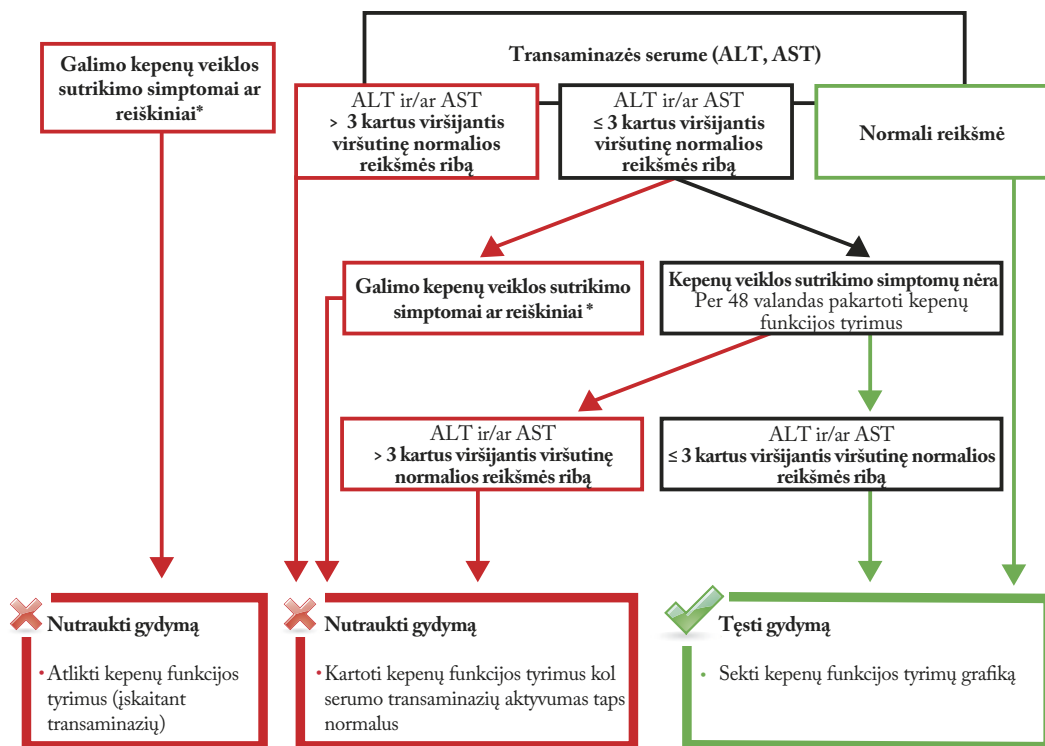 Galimo kepenų veiklos
sutrikimo simptomai ar
reiškiniai*
Transaminazės serume (ALT, AST)
ALT ir/ar AST
> 3 kartus viršijantis
viršutinę normalios
reikšmės ribą
ALT ir/ar AST
≤ 3 kartus viršijantis
viršutinę normalios
reikšmės ribą
Normali reikšmė
Galimo kepenų veiklos sutrikimo
simptomai ar reiškiniai *
Kepenų veiklos sutrikimo simptomų nėra
Per 48 valandas pakartoti kepenų
funkcijos tyrimus
ALT ir/ar AST
> 3 kartus viršijantis viršutinę
normalios reikšmės ribą
ALT ir/ar AST
≤ 3 kartus viršijantis viršutinę normalios
reikšmės ribą
Nutraukti gydymą
• Atlikti kepenų funkcijos
tyrimus (įskaitant
transaminazių)
Nutraukti gydymą
• Kartoti kepenų funkcijos tyrimus kol
serumo transaminazių aktyvumas taps
normalus
Tęsti gydymą
• Sekti kepenų funkcijos tyrimų grafiką